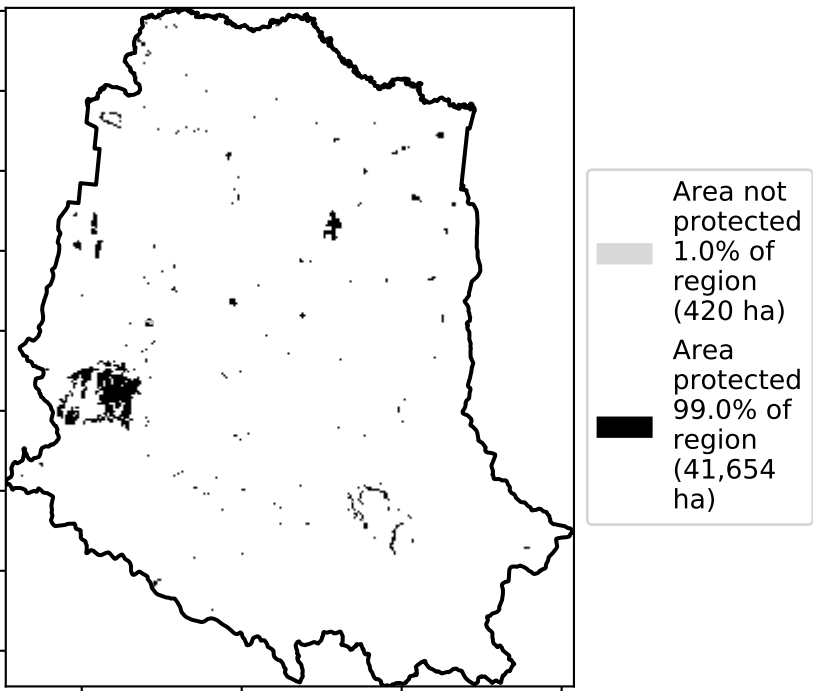 Area not
protected
1.0% of
region
(420 ha)
Area
protected
99.0% of
region
(41,654
ha)